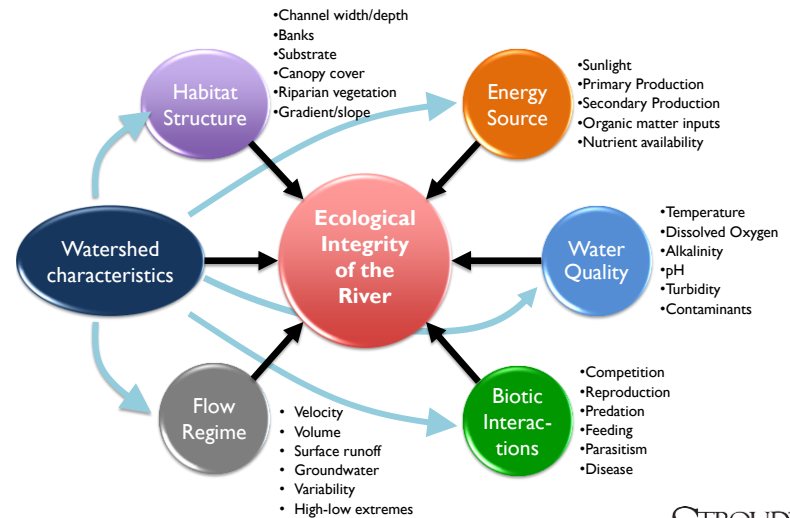 •Channel width/depth
•Banks
•Substrate
•Canopy cover
•Riparian vegetation
•Gradient/slope
Habitat
Structure
Energy
Source
•Sunlight
•Primary Production
•Secondary Production
•Organic matter inputs
•Nutrient availability
Watershed
characteristics
Ecological
Integrity
of the
River
Water
Quality
•Temperature
•Dissolved Oxygen
•Alkalinity
•pH
•Turbidity
•Contaminants
Flow
Regime
• Velocity
• Volume
• Surface runoff
• Groundwater
• Variability
• High-low extremes
Biotic
Interac-
tions
•Competition
•Reproduction
•Predation
•Feeding
•Parasitism
•Disease